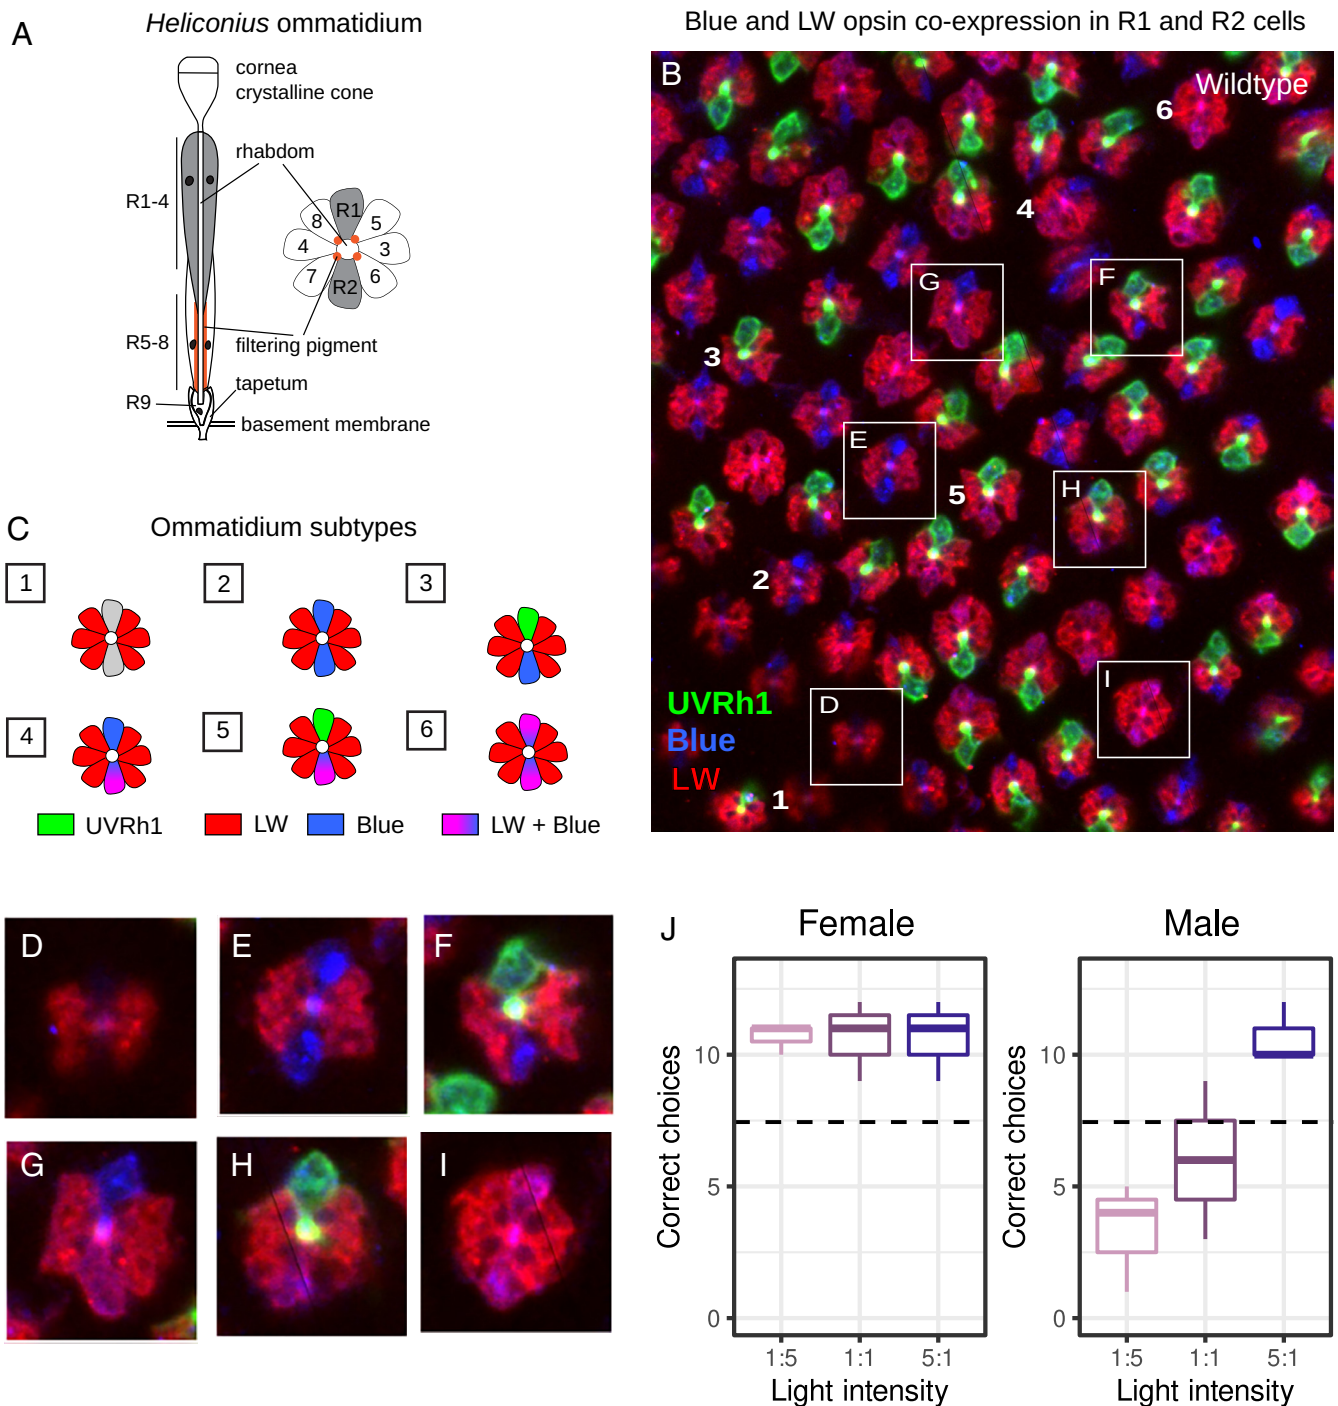 A
Heliconius ommatidium
cornea
crystalline cone
rhabdom
R1-4
R1
8
5
4
3
7
6
R2
R5-8
filtering pigment
tapetum
R9
basement membrane
Blue and LW opsin co-expression in R1 and R2 cells
B
Wildtype
6
4
G
F
3
E
5
H
2
I
D
1
UVRh1
Blue
LW
C
Ommatidium subtypes
1
2
3
4
5
6
UVRh1
LW
Blue
LW + Blue
D
E
F
G
H
I
J
Female
Male
Correct choices
10
5
0
1:5
1:1
5:1
Light intensity
Correct choices
10
5
0
1:5
1:1
5:1
Light intensity